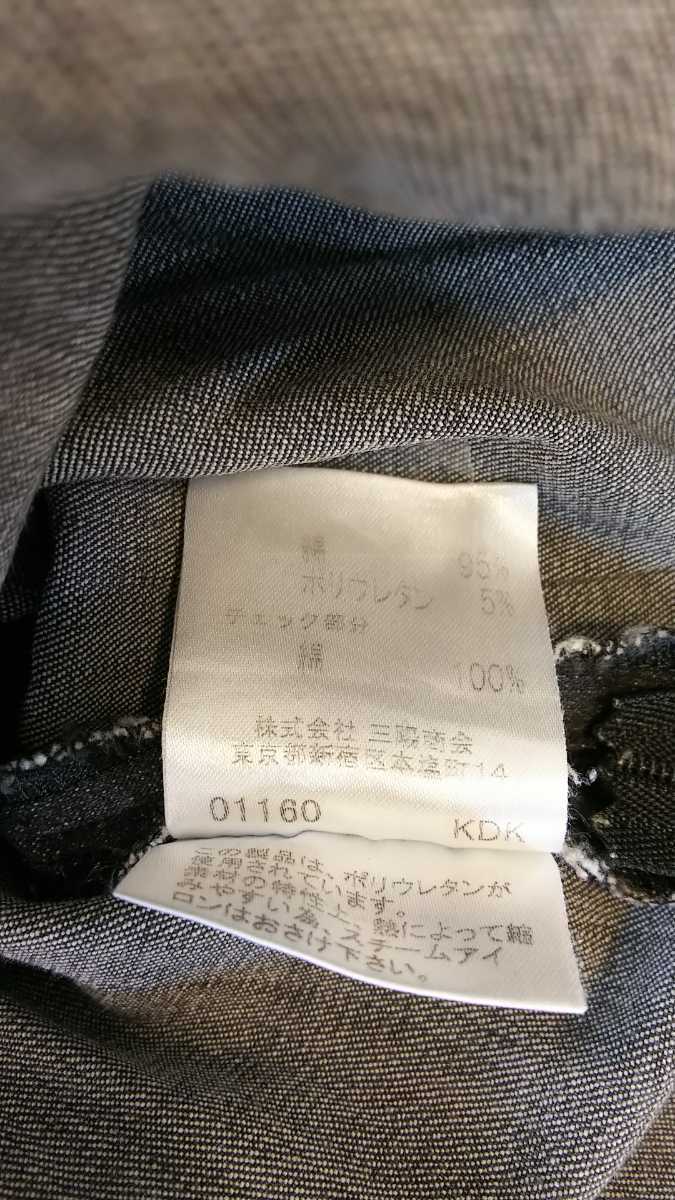 綿 95%
ポリウレタン 5%
チェック部分
綿 100%
株式会社 三陽商会
東京都新宿区本塩町14
01160 KDK
この製品は、ポリウレタンが
使用されています。
繊維の特性上、熱によって縮
みやすい為、スチームアイ
ロンはおさけ下さい。